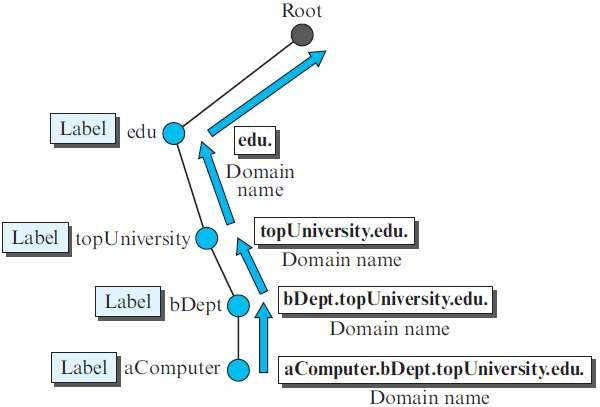 Root
Label edu
edu.
Domain
name
Label topUniversity
topUniversity.edu.
Domain name
Label bDept
bDept.topUniversity.edu.
Domain name
Label aComputer
aComputer.bDept.topUniversity.edu.
Domain name